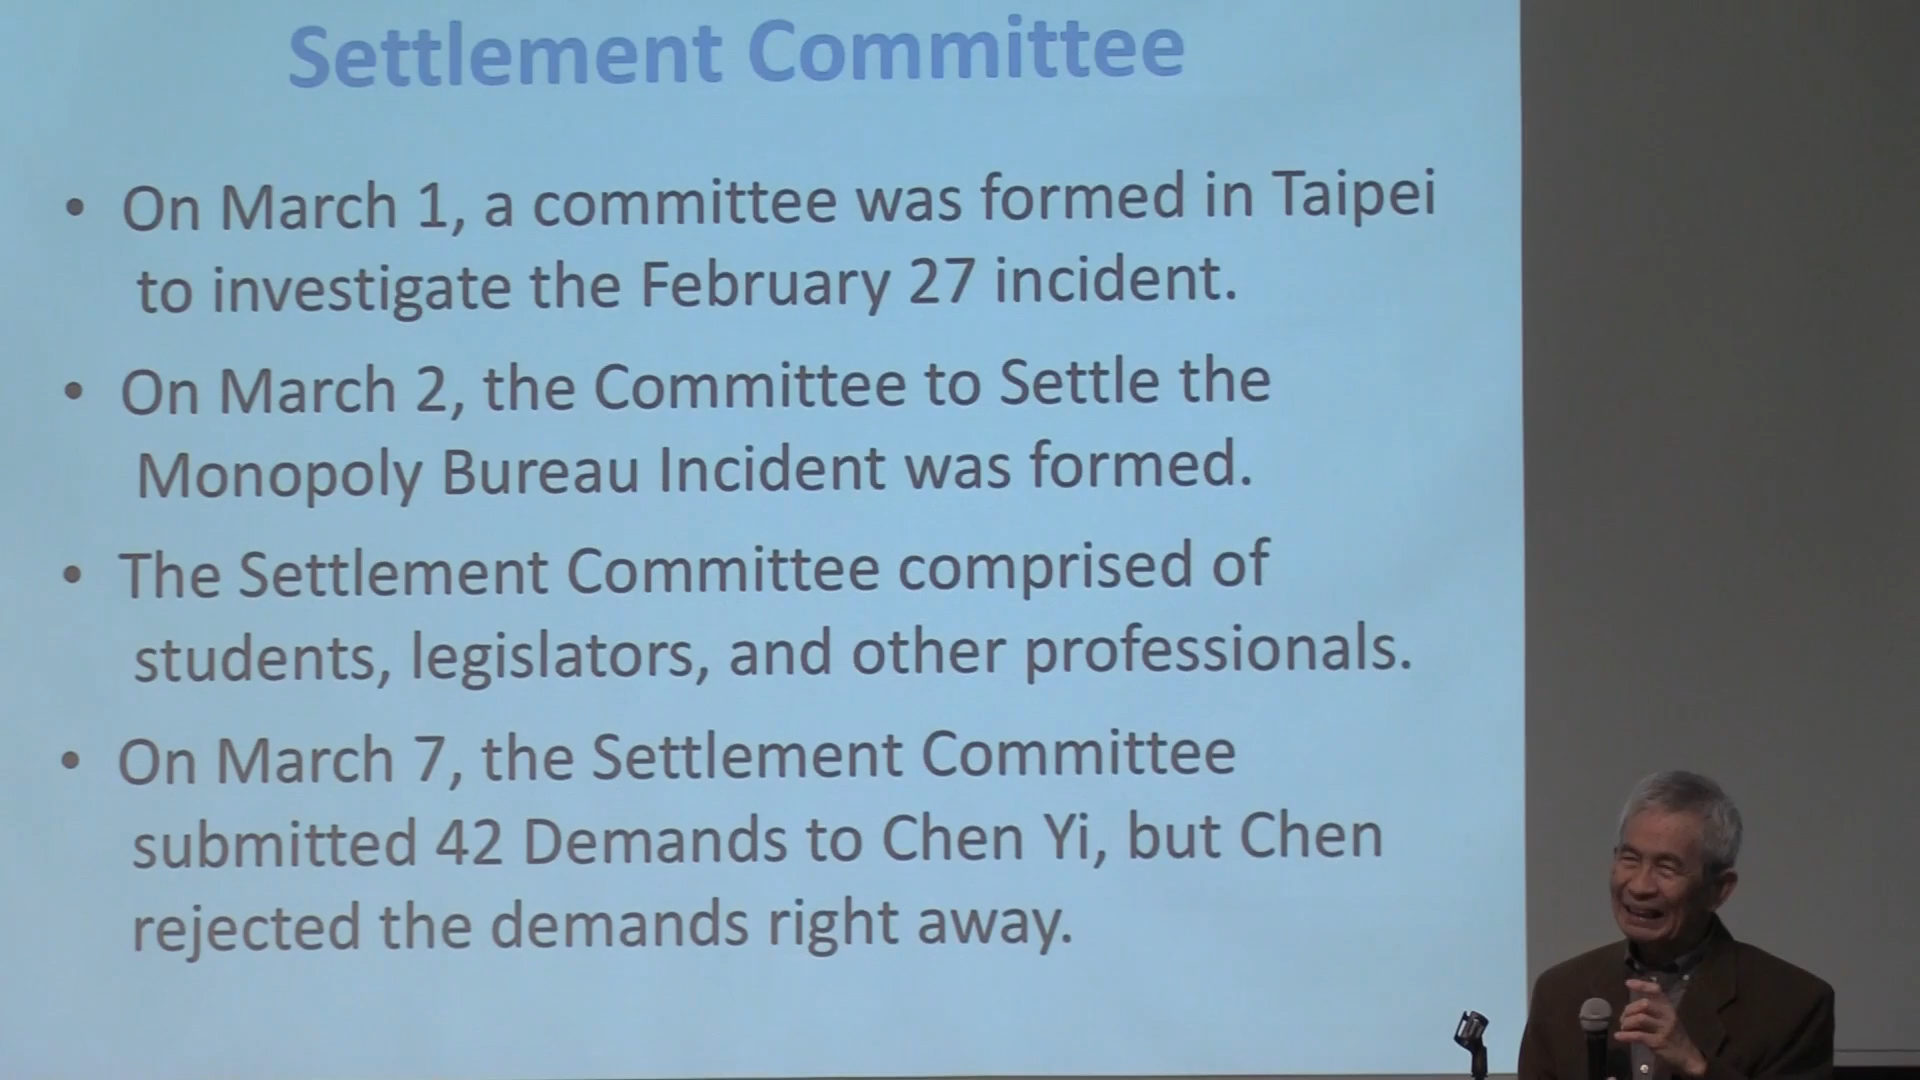 Settlement Committee
• On March 1, a committee was formed in Taipei
to investigate the February 27 incident.
• On March 2, the Committee to Settle the
Monopoly Bureau Incident was formed.
• The Settlement Committee comprised of
students, legislators, and other professionals.
• On March 7, the Settlement Committee
submitted 42 Demands to Chen Yi, but Chen
rejected the demands right away.